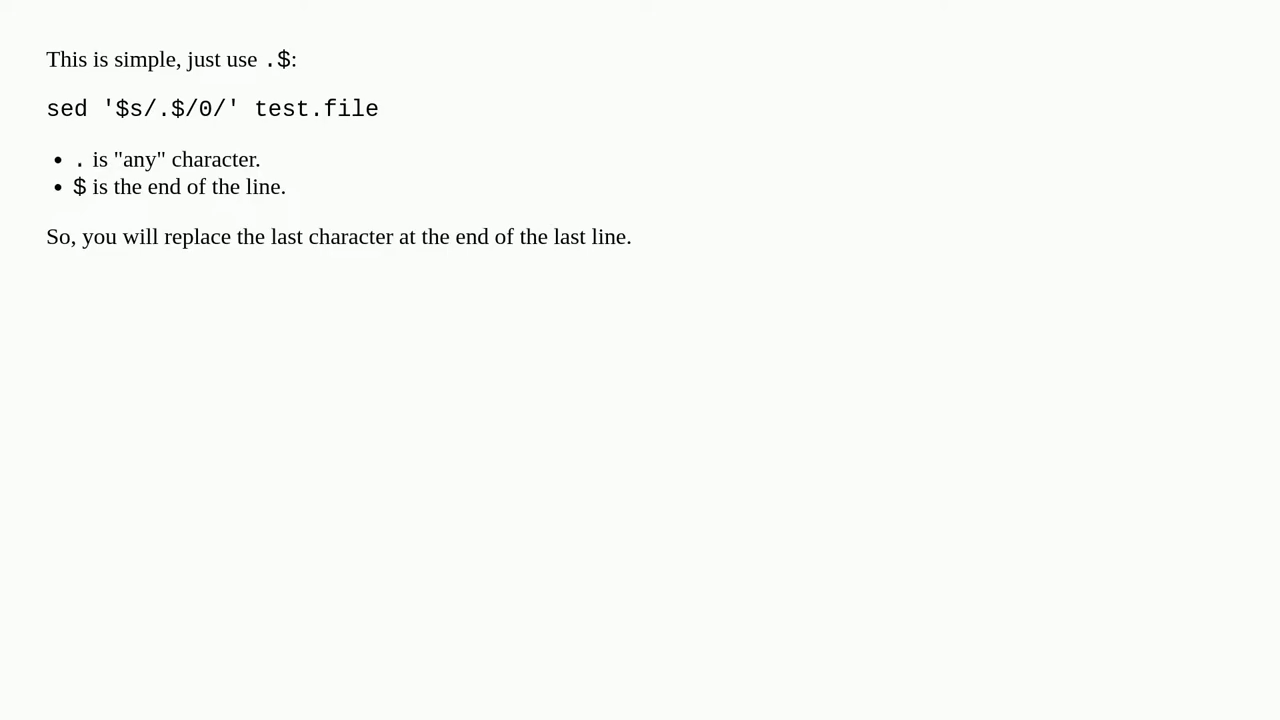 This is simple, just use .$:
sed '$s/.$/0/' test.file
• . is "any" character.
• $ is the end of the line.
So, you will replace the last character at the end of the last line.